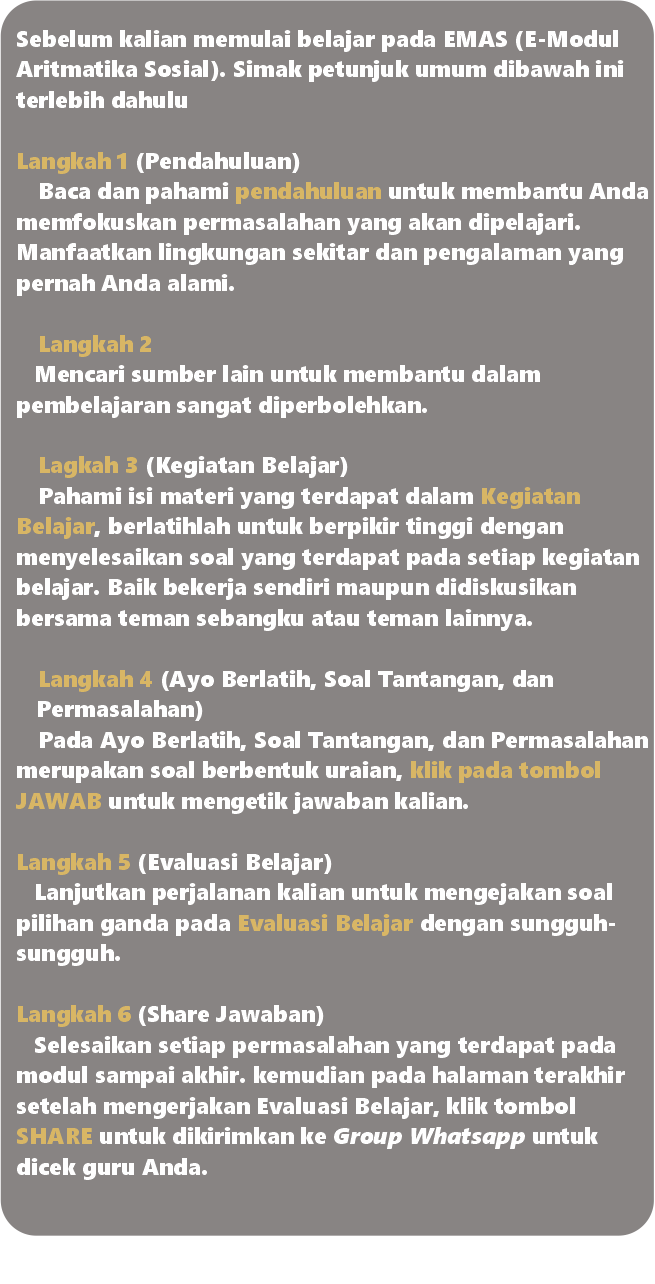 Sebelum kalian memulai belajar pada EMAS (E-Modul
Aritmatika Sosial). Simak petunjuk umum dibawah ini
terlebih dahulu
Langkah 1 (Pendahuluan)
Baca dan pahami pendahuluan untuk membantu Anda
memfokuskan permasalahan yang akan dipelajari.
Manfaatkan lingkungan sekitar dan pengalaman yang
pernah Anda alami.
Langkah 2
Mencari sumber lain untuk membantu dalam
pembelajaran sangat diperbolehkan.
Lagkah 3 (Kegiatan Belajar)
Pahami isi materi yang terdapat dalam Kegiatan
Belajar, berlatihlah untuk berpikir tinggi dengan
menyelesaikan soal yang terdapat pada setiap kegiatan
belajar. Baik bekerja sendiri maupun didiskusikan
bersama teman sebangku atau teman lainnya.
Langkah 4 (Ayo Berlatih, Soal Tantangan, dan
Permasalahan)
Pada Ayo Berlatih, Soal Tantangan, dan Permasalahan
merupakan soal berbentuk uraian, klik pada tombol
JAWAB untuk mengetik jawaban kalian.
Langkah 5 (Evaluasi Belajar)
Lanjutkan perjalanan kalian untuk mengejakan soal
pilihan ganda pada Evaluasi Belajar dengan sungguh-
sungguh.
Langkah 6 (Share Jawaban)
Selesaikan setiap permasalahan yang terdapat pada
modul sampai akhir. kemudian pada halaman terakhir
setelah mengerjakan Evaluasi Belajar, klik tombol
SHARE untuk dikirimkan ke Group Whatsapp untuk
dicek guru Anda.